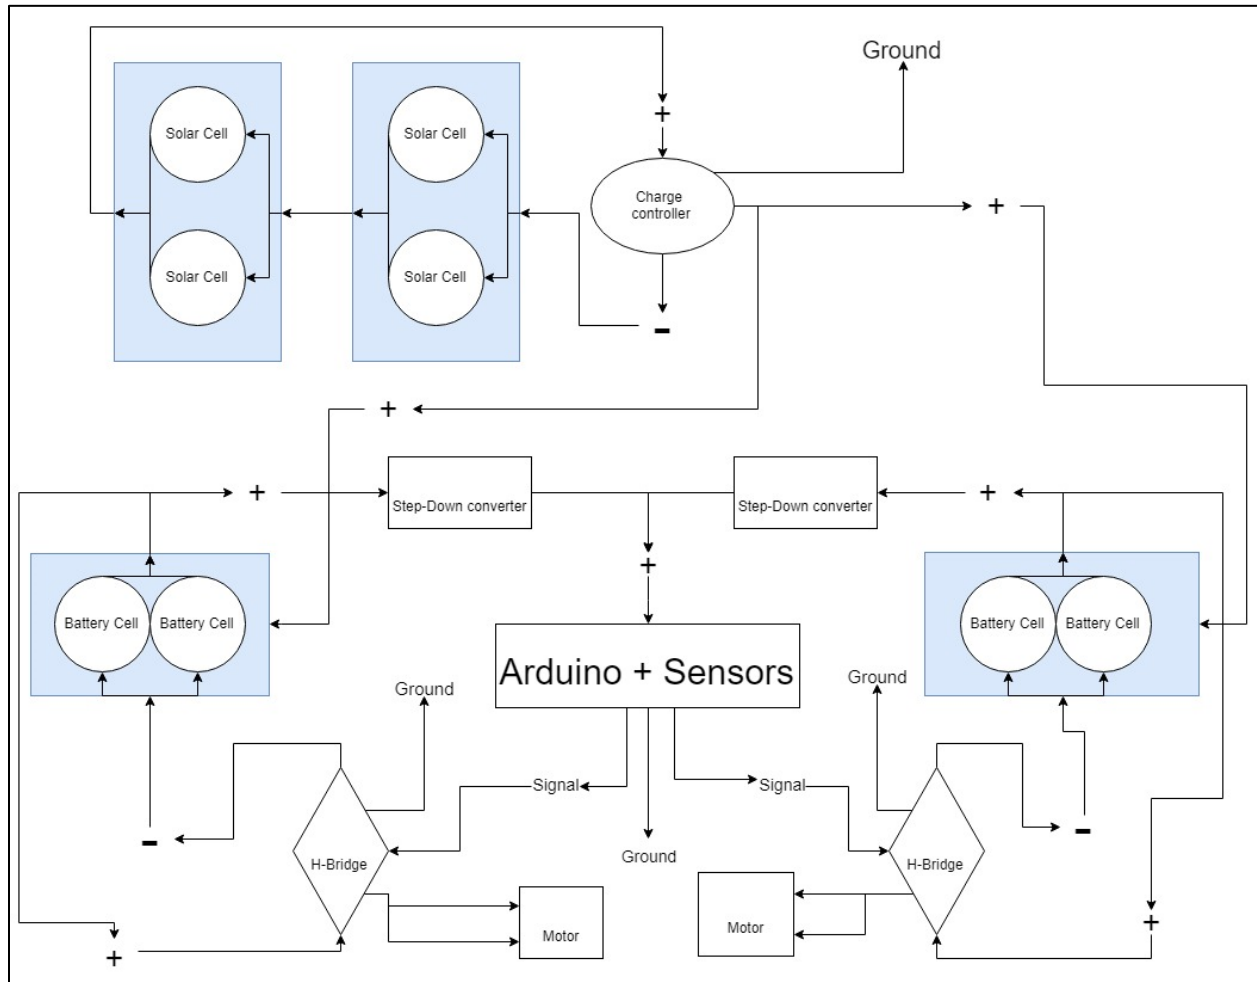 Ground
Solar Cell
Solar Cell
+
Charge
controller
+
Solar Cell
Solar Cell
-
+
+
Step-Down converter
Step-Down converter
+
+
Battery Cell
Battery Cell
Battery Cell
Battery Cell
Arduino + Sensors
Ground
Ground
Signal
Signal
-
-
Ground
H-Bridge
H-Bridge
Motor
Motor
+
+